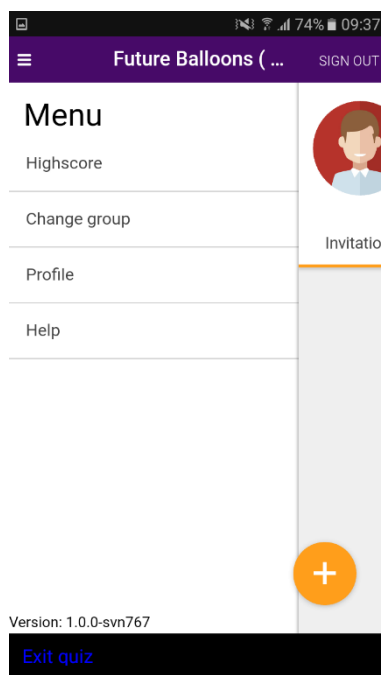 74% 09:37
Future Balloons ( ... SIGN OUT
Menu
Highscore
Change group
Invitatio
Profile
Help
Version: 1.0.0-svn767
Exit quiz